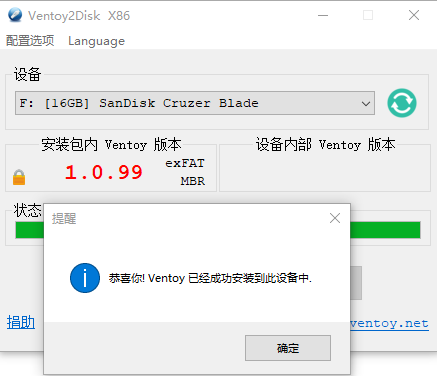 Ventoy2Disk X86
配置选项 Language
设备
F: [16GB] SanDisk Cruzer Blade
安装包内 Ventoy 版本
设备内部 Ventoy 版本
1.0.99
exFAT
MBR
状态
提醒
恭喜你! Ventoy 已经成功安装到此设备中.
捐助
ventoy.net
确定